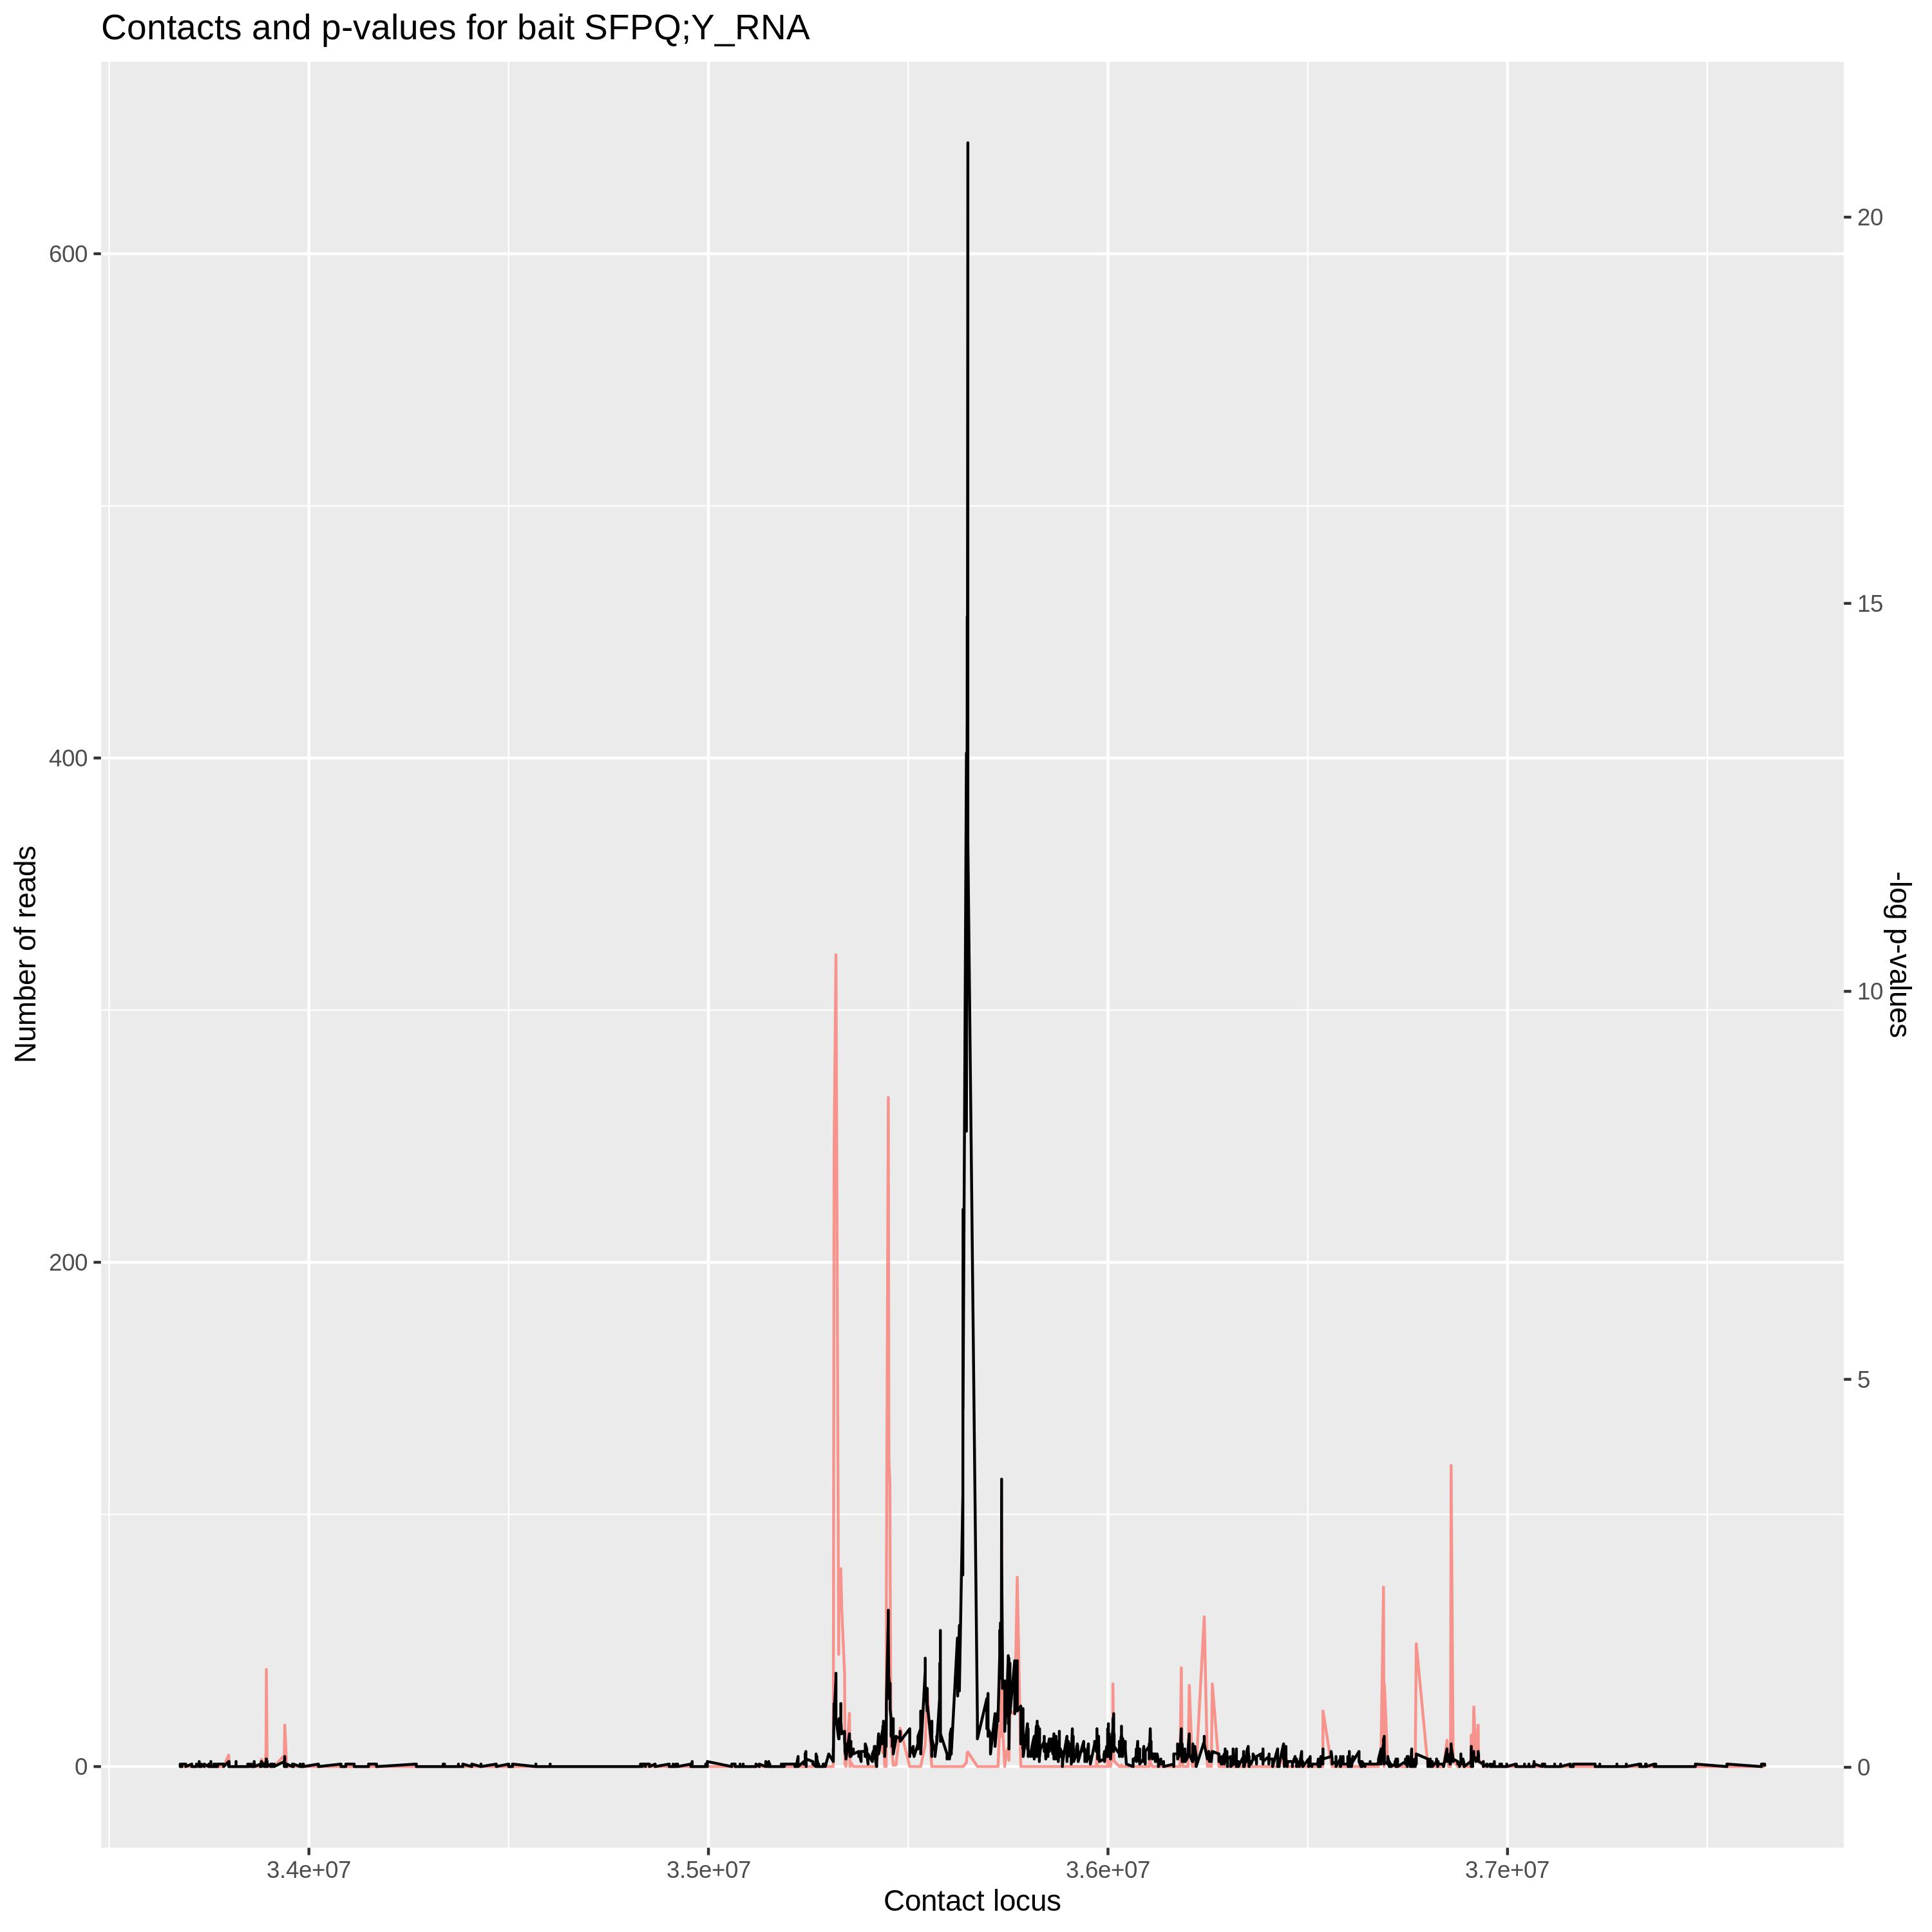 Contacts and p-values for bait SFPQ;Y_RNA
600
400
200
0
Number of reads
20
15
10
5
0
-log p-values
3.4e+07
3.5e+07
3.6e+07
3.7e+07
Contact locus